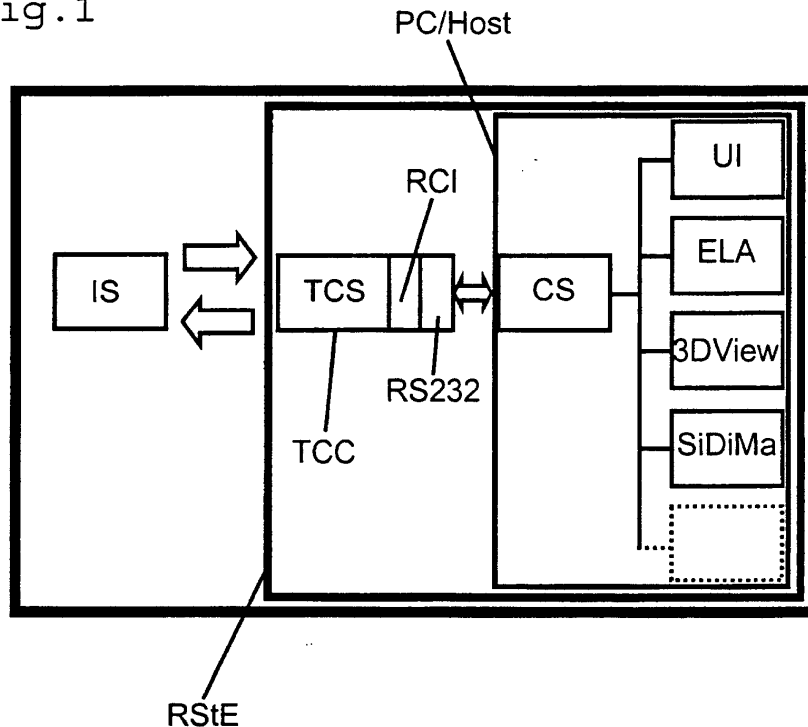 ig.1
PC/Host
UI
RCI
ELA
IS
TCS
CS
3DView
RS232
SiDiMa
TCC
RStE